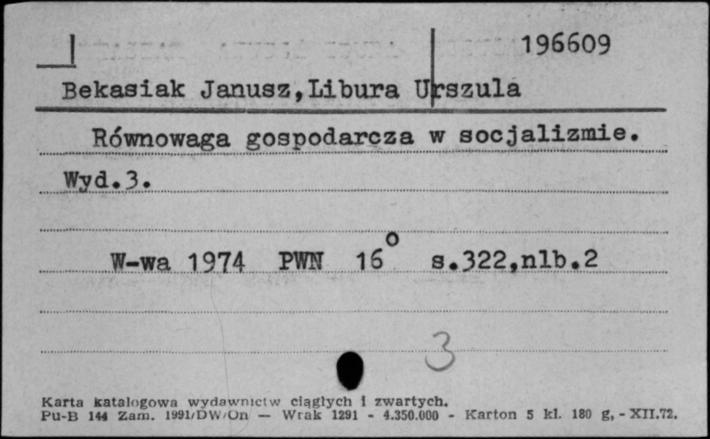 196609
Bekasiak Janusz,Libura Urszula
Równowaga gospodarcza w socjalizmie.
Wyd.3.
W-wa 1974 PWN 16° s.322,nlb.2
3
Karta katalogowa wydawnictw ciągłych i zwartych.
Pu-B 144 Zam. 1991/DW/On — Wrak 1291 - 4.350.000 - Karton 5 kl. 180 g, - XII.72.